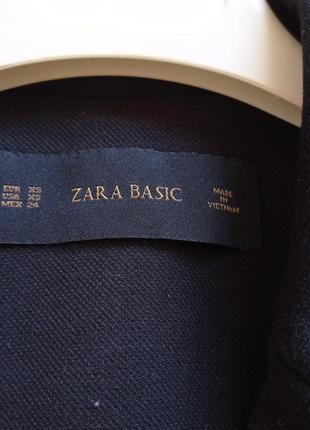 EUR XS
USA XS
MEX 24
ZARA BASIC
MADE
IN
VIETNAM